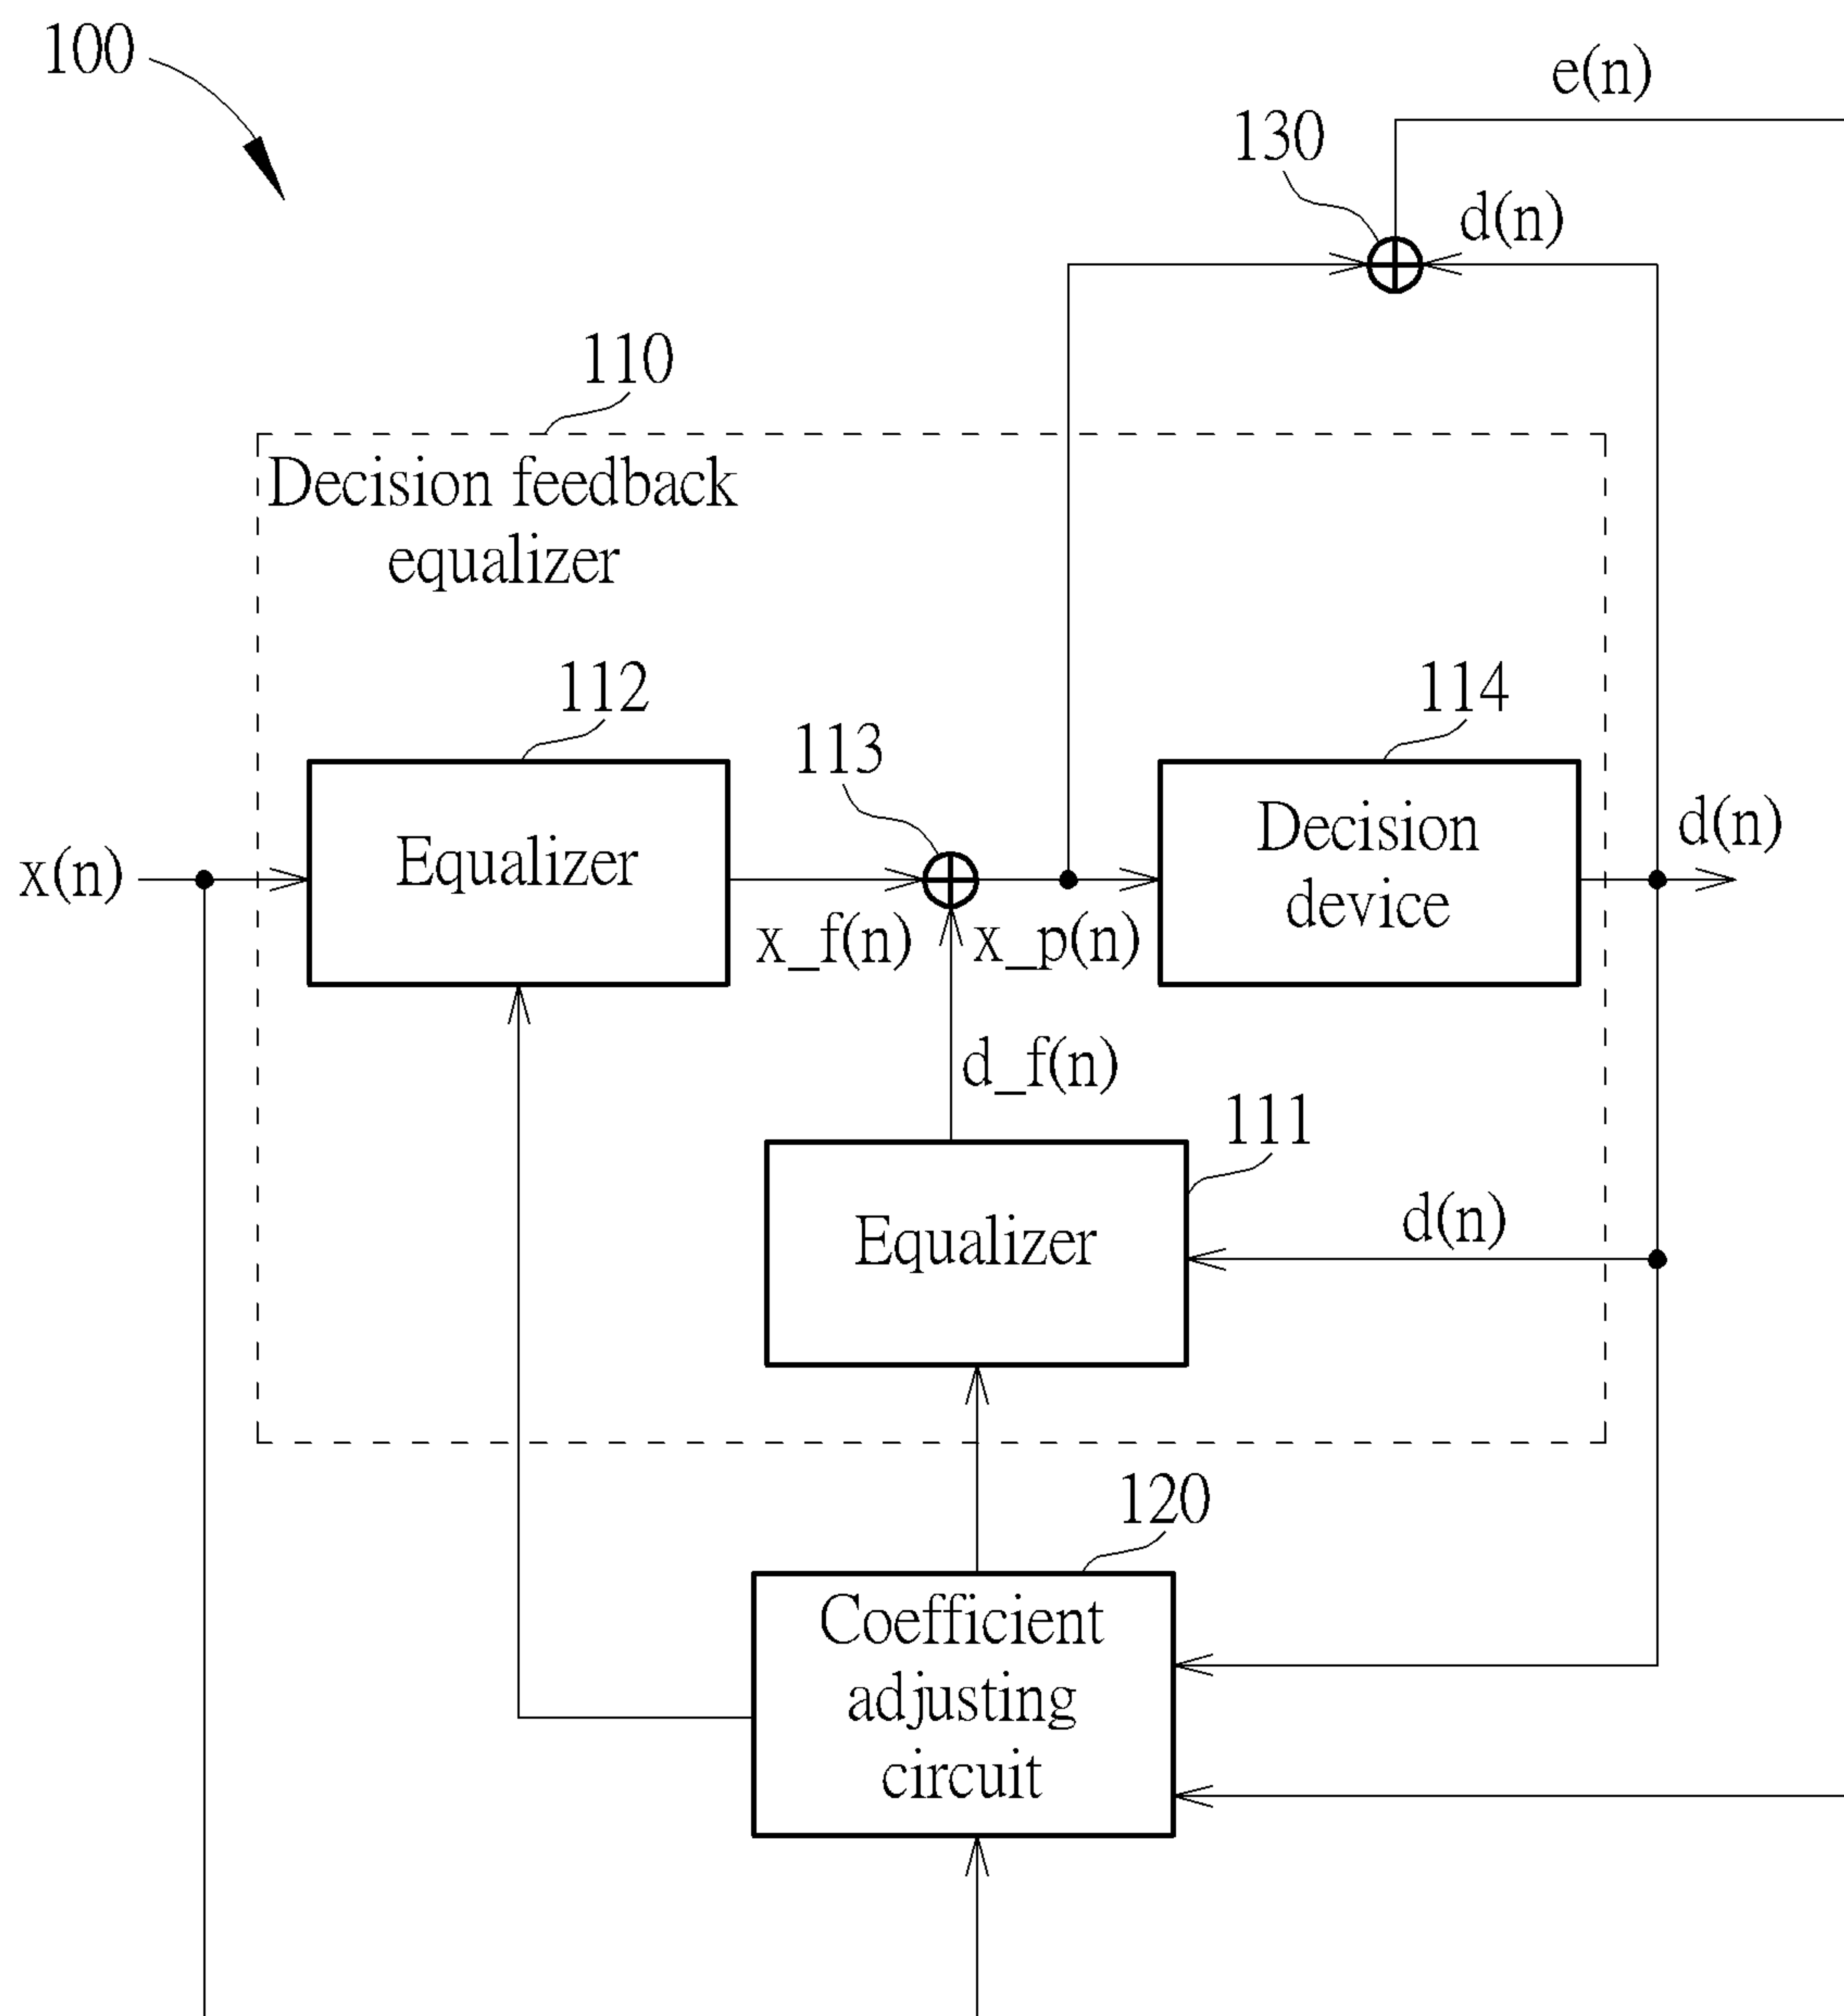 100
e(n)
130
d(n)
110
Decision feedback
equalizer
112
113
114
x(n)
Equalizer
Decision
device
d(n)
x_f(n)
x_p(n)
d_f(n)
111
Equalizer
d(n)
120
Coefficient
adjusting
circuit